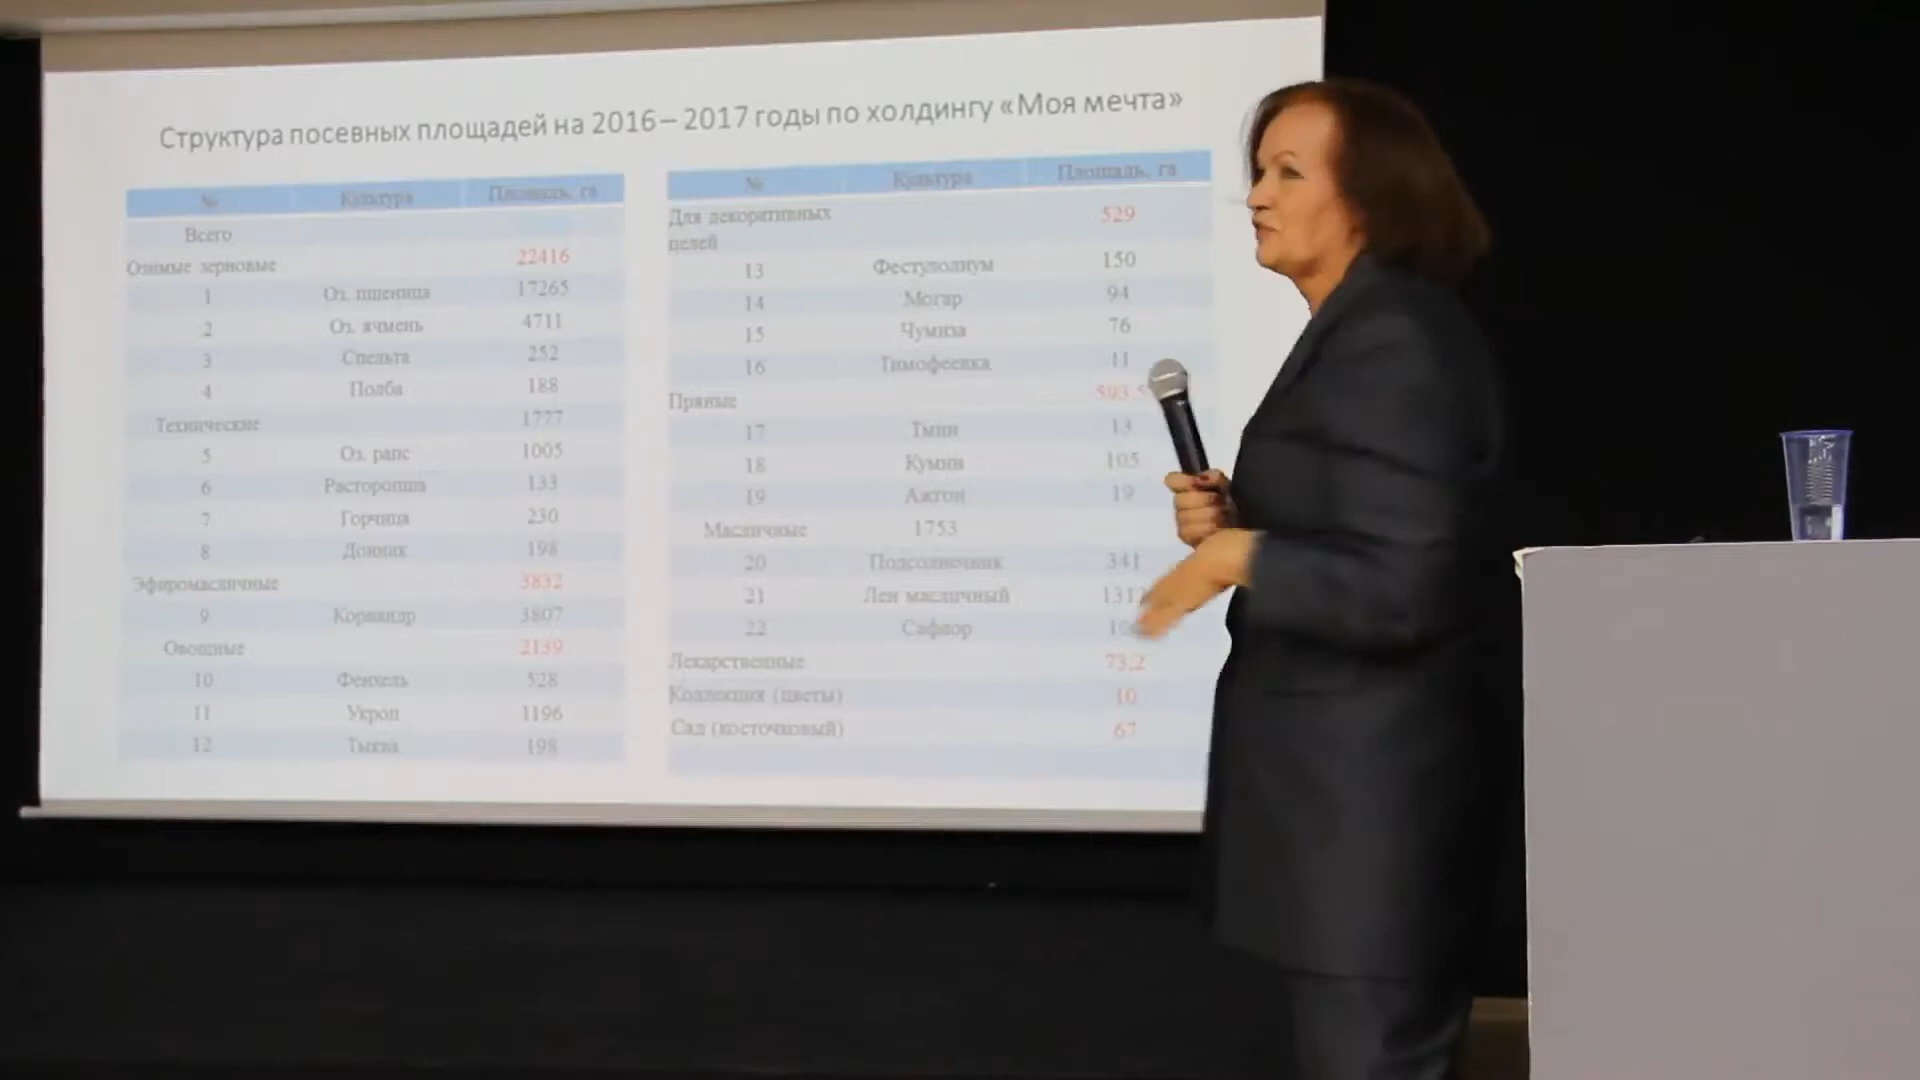 Структура посевных площадей на 2016 – 2017 годы по холдингу «Моя мечта»
№ Культура Площадь, га
Всего
Озимые зерновые 22416
1 Оз. пшеница 17265
2 Оз. ячмень 4711
3 Спельта 252
4 Полба 188
Технические 1777
5 Оз. рапс 1005
6 Расторопша 133
7 Горчица 230
8 Донник 198
Эфиромасличные 3832
9 Кориандр 3807
Овощные 2139
10 Фенхель 528
11 Укроп 1196
12 Тыква 198
№ Культура Площадь, га
Для декоративных 529
целей
13 Фестулолиум 150
14 Могар 94
15 Чумиза 76
16 Тимофеевка 11
Пряные 593,5
17 Тмин 13
18 Кумин 105
19 Ажгон 19
Масличные 1753
20 Подсолнечник 341
21 Лен масличный 1312
22 Сафлор
Лекарственные 73,2
Коллекция (цветы) 10
Сад (косточковый) 67